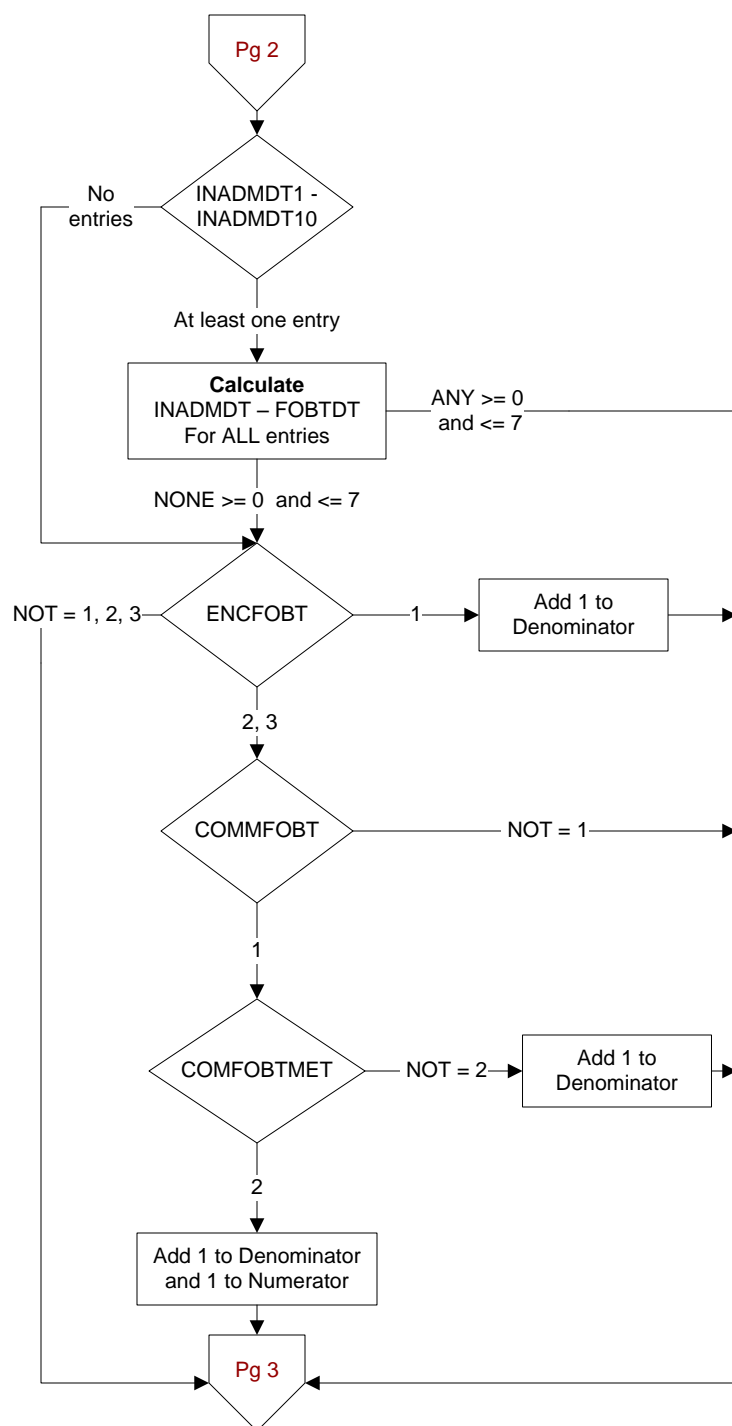 Pg 2
INADMDT1 -
INADMDT10
No
entries
At least one entry
Calculate
INADMDT – FOBTDT
For ALL entries
ANY >= 0
and <= 7
NONE >= 0 and <= 7
ENCFOBT
NOT = 1, 2, 3
1
Add 1 to
Denominator
2, 3
COMMFOBT
NOT = 1
1
COMFOBTMET
NOT = 2
Add 1 to
Denominator
2
Add 1 to Denominator
and 1 to Numerator
Pg 3